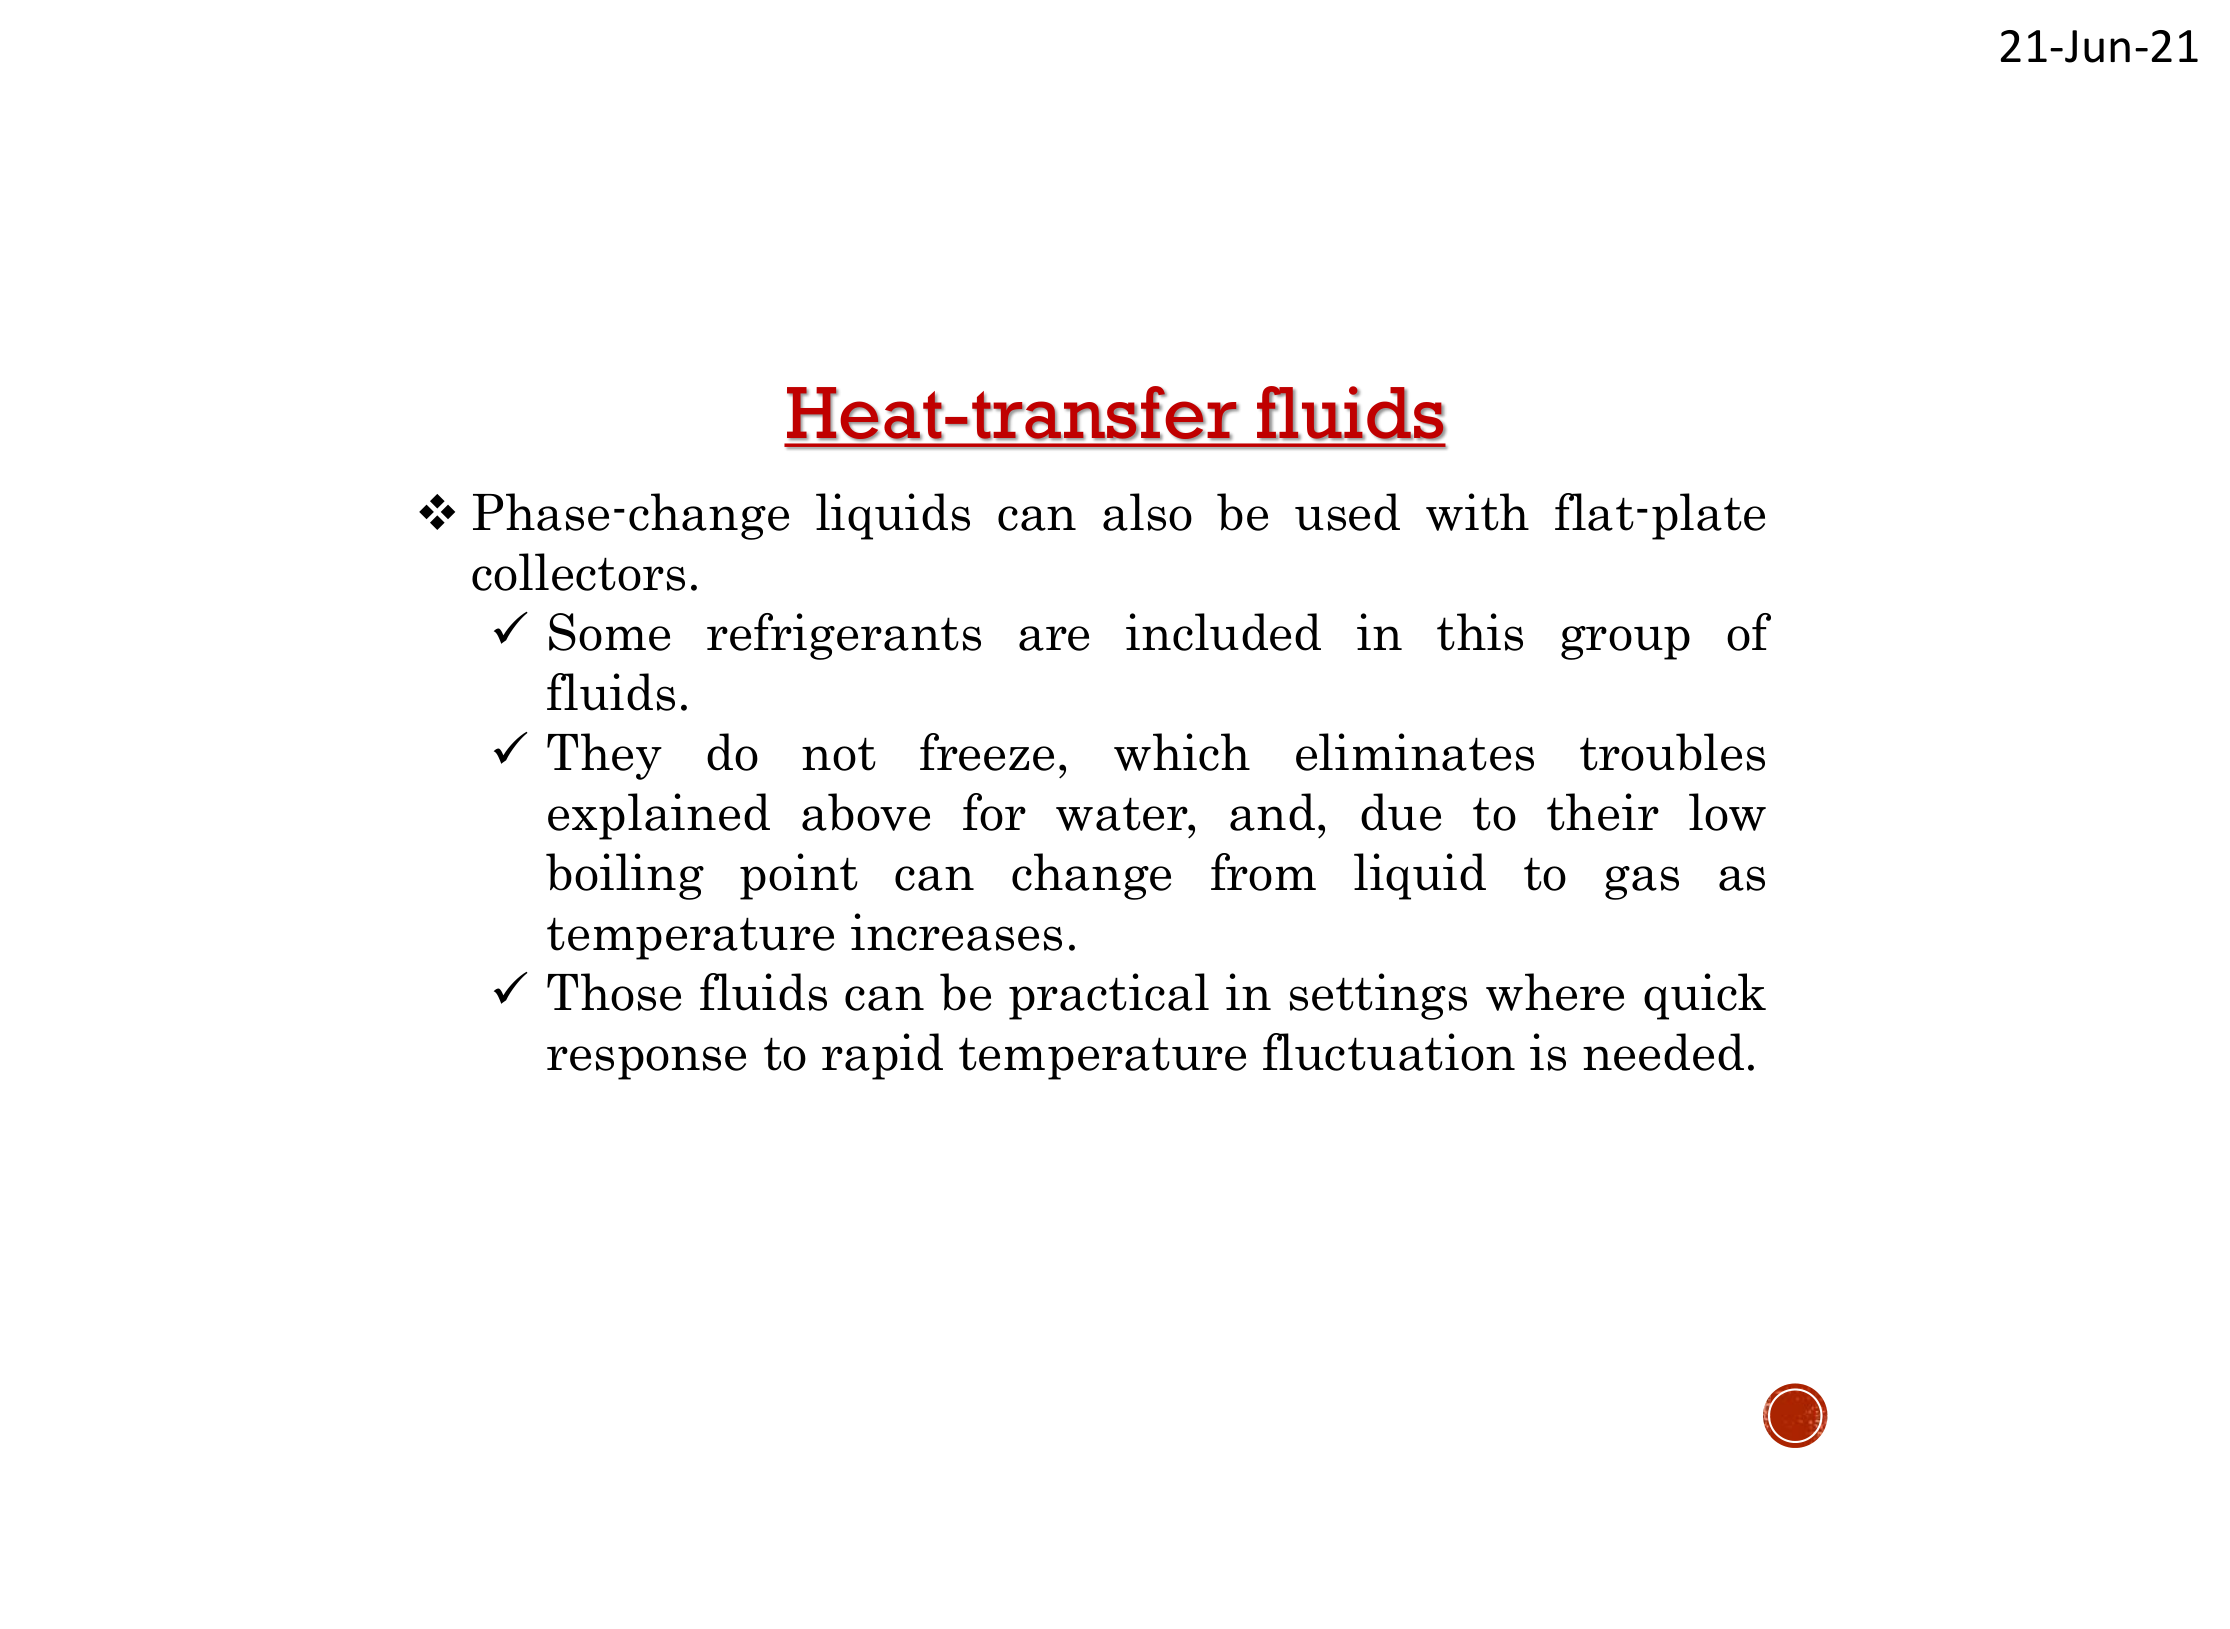 21-Jun-21
Heat-transfer fluids
❖ Phase-change liquids can also be used with flat-plate
collectors.
✓ Some refrigerants are included in this group of
fluids.
✓ They do not freeze, which eliminates troubles
explained above for water, and, due to their low
boiling point can change from liquid to gas as
temperature increases.
✓ Those fluids can be practical in settings where quick
response to rapid temperature fluctuation is needed.